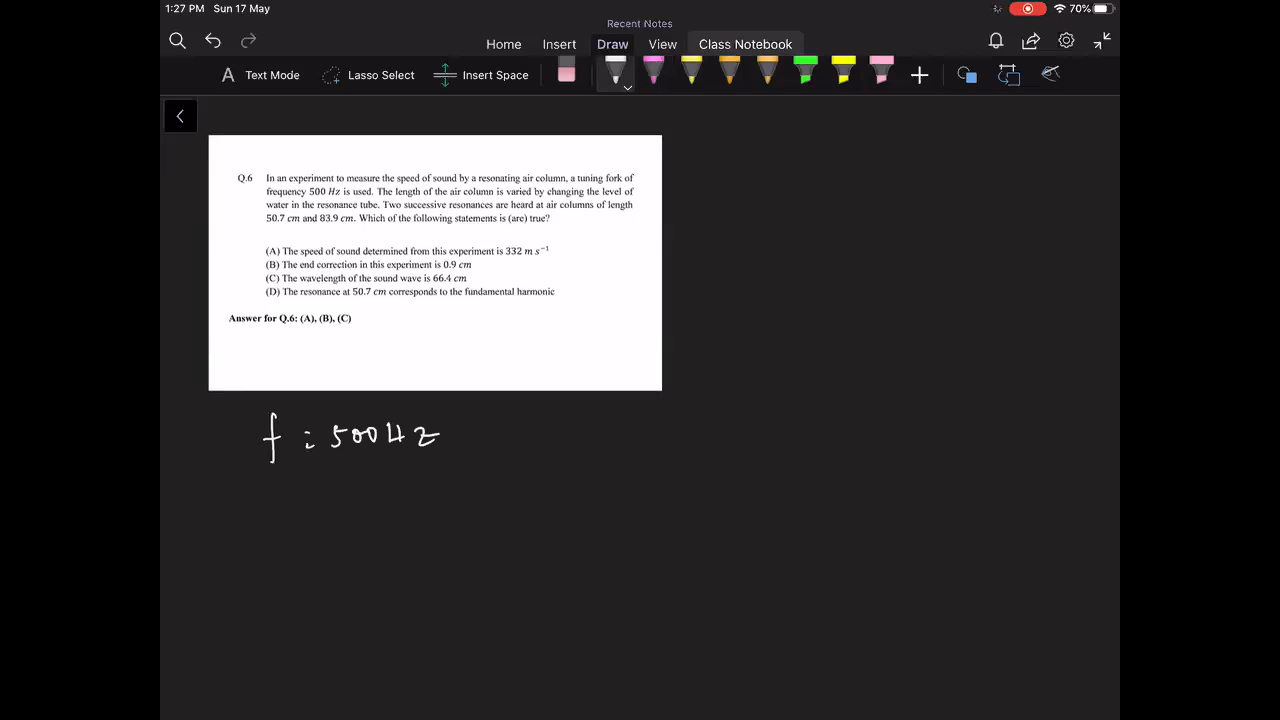 1:27 PM Sun 17 May
70%
Recent Notes
Home Insert Draw View Class Notebook
A Text Mode Lasso Select Insert Space
Q.6 In an experiment to measure the speed of sound by a resonating air column, a tuning fork of
frequency 500 Hz is used. The length of the air column is varied by changing the level of
water in the resonance tube. Two successive resonances are heard at air columns of length
50.7 cm and 83.9 cm. Which of the following statements is (are) true?
(A) The speed of sound determined from this experiment is 332 m s⁻¹
(B) The end correction in this experiment is 0.9 cm
(C) The wavelength of the sound wave is 66.4 cm
(D) The resonance at 50.7 cm corresponds to the fundamental harmonic
Answer for Q.6: (A), (B), (C)
f = 500Hz